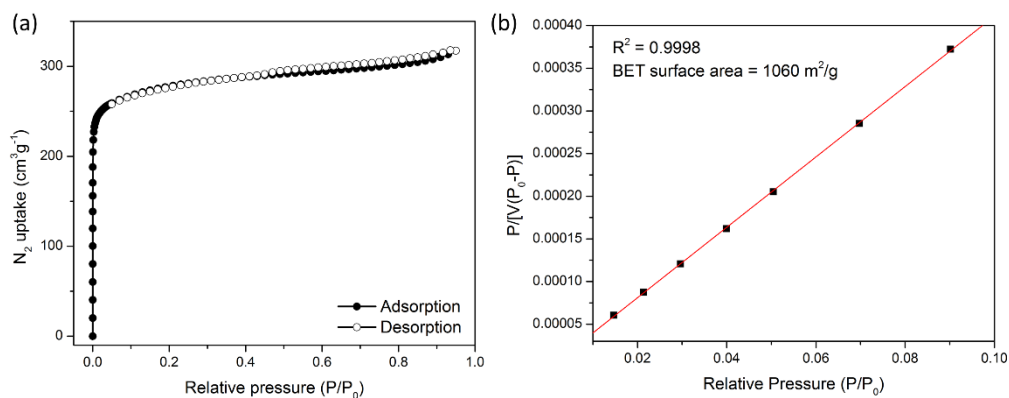 (a)
300
200
100
0
N₂ uptake (cm³g⁻¹)
0.0 0.2 0.4 0.6 0.8 1.0
Relative pressure (P/P₀)
Adsorption
Desorption
(b)
R² = 0.9998
BET surface area = 1060 m²/g
0.00040
0.00035
0.00030
0.00025
0.00020
0.00015
0.00010
0.00005
P/[V(P₀-P)]
0.02 0.04 0.06 0.08 0.10
Relative Pressure (P/P₀)